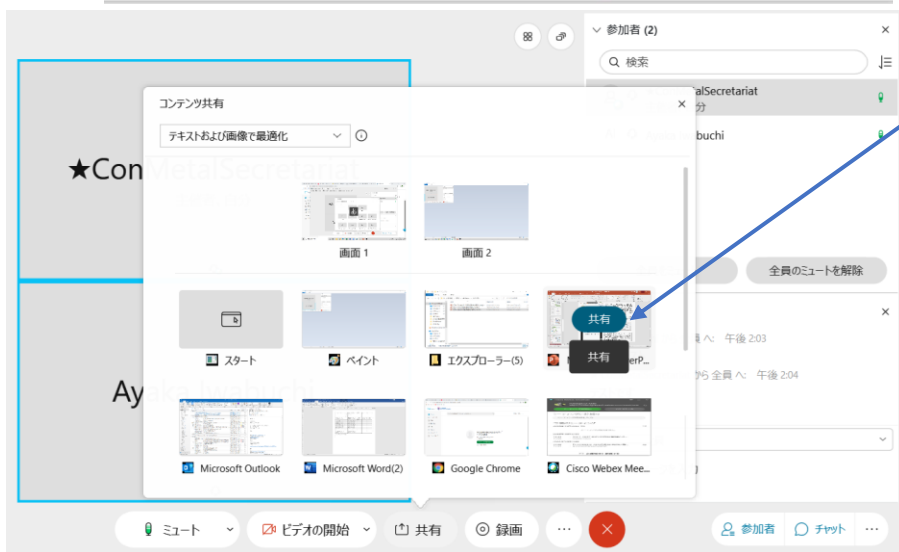 参加者 (2)
検索
コンテンツ共有
テキストおよび画像で最適化
alSecretariat
分
buchi
★ConMetalSecretariat
画面 1
画面 2
全員のミュートを解除
共有
共有
スタート
ペイント
エクスプローラー(5)
erP...
へ: 午後 2:03
から 全員 へ: 午後 2:04
Ayaka Iwabuchi
Microsoft Outlook
Microsoft Word(2)
Google Chrome
Cisco Webex Mee...
ミュート
ビデオの開始
共有
録画
参加者
チャット